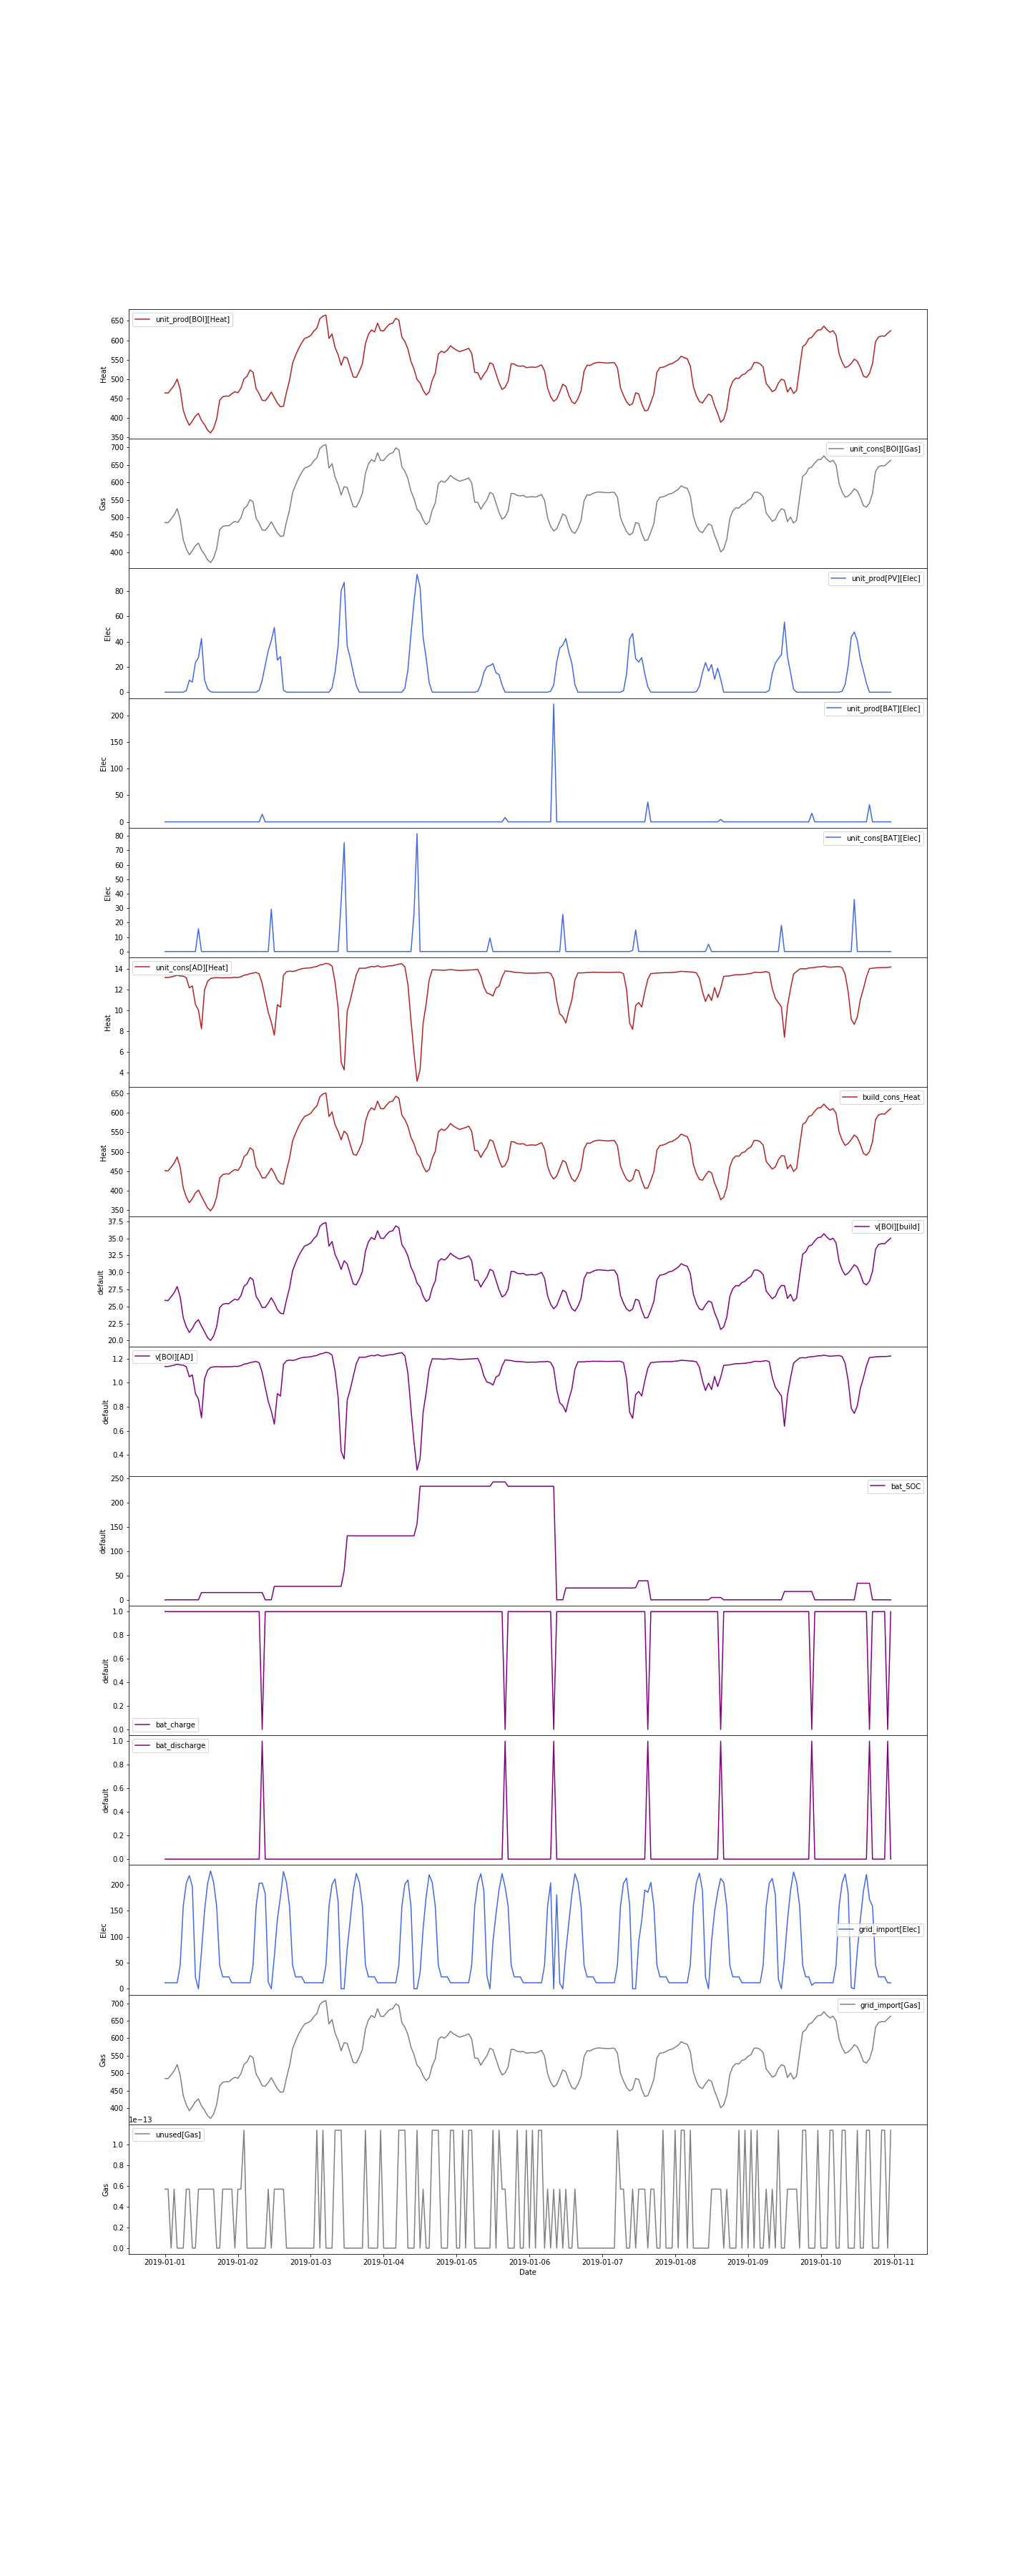 unit_prod[BOI][Heat]
650
600
550
500
450
400
350
Heat
unit_cons[BOI][Gas]
700
650
600
550
500
450
400
Gas
unit_prod[PV][Elec]
80
60
40
20
0
Elec
unit_prod[BAT][Elec]
200
150
100
50
0
Elec
unit_cons[BAT][Elec]
80
70
60
50
40
30
20
10
0
Elec
unit_cons[AD][Heat]
14
12
10
8
6
4
Heat
build_cons_Heat
650
600
550
500
450
400
350
Heat
v[BOI][build]
37.5
35.0
32.5
30.0
27.5
25.0
22.5
20.0
default
v[BOI][AD]
1.2
1.0
0.8
0.6
0.4
default
bat_SOC
250
200
150
100
50
0
default
1.0
0.8
0.6
0.4
0.2
0.0
default
bat_charge
bat_discharge
1.0
0.8
0.6
0.4
0.2
0.0
default
200
150
100
50
0
Elec
grid_import[Elec]
grid_import[Gas]
700
650
600
550
500
450
400
Gas
1e−13
unused[Gas]
1.0
0.8
0.6
0.4
0.2
0.0
Gas
2019-01-01 2019-01-02 2019-01-03 2019-01-04 2019-01-05 2019-01-06 2019-01-07 2019-01-08 2019-01-09 2019-01-10 2019-01-11
Date